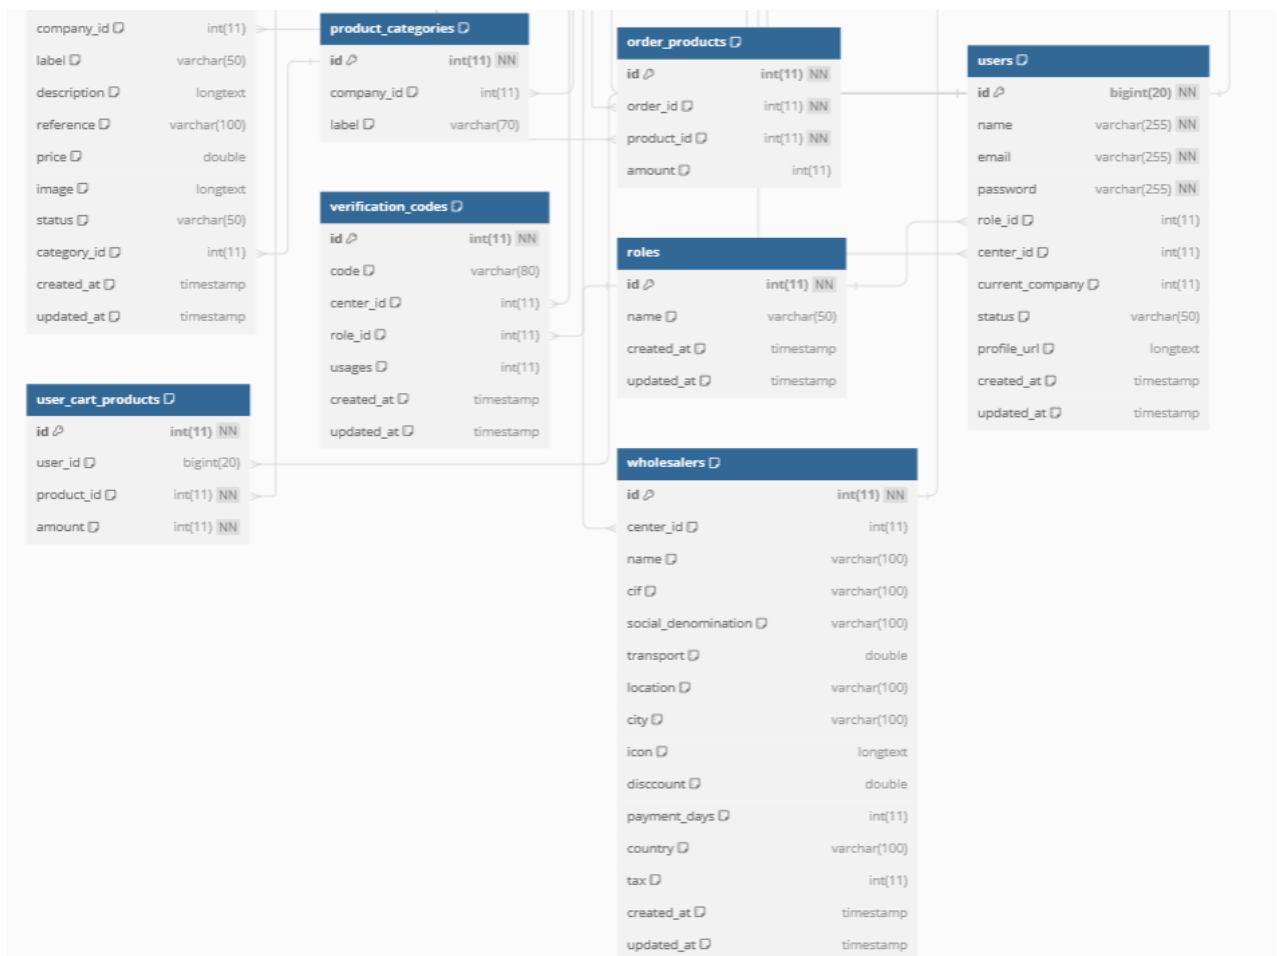 company_id int(11)
label varchar(50)
description longtext
reference varchar(100)
price double
image longtext
status varchar(50)
category_id int(11)
created_at timestamp
updated_at timestamp
product_categories
id int(11) NN
company_id int(11)
label varchar(70)
order_products
id int(11) NN
order_id int(11) NN
product_id int(11) NN
amount int(11)
users
id bigint(20) NN
name varchar(255) NN
email varchar(255) NN
password varchar(255) NN
role_id int(11)
center_id int(11)
current_company int(11)
status varchar(50)
profile_url longtext
created_at timestamp
updated_at timestamp
verification_codes
id int(11) NN
code varchar(80)
center_id int(11)
role_id int(11)
usages int(11)
created_at timestamp
updated_at timestamp
roles
id int(11) NN
name varchar(50)
created_at timestamp
updated_at timestamp
user_cart_products
id int(11) NN
user_id bigint(20)
product_id int(11) NN
amount int(11) NN
wholesalers
id int(11) NN
center_id int(11)
name varchar(100)
cif varchar(100)
social_denomination varchar(100)
transport double
location varchar(100)
city varchar(100)
icon longtext
disccount double
payment_days int(11)
country varchar(100)
tax int(11)
created_at timestamp
updated_at timestamp